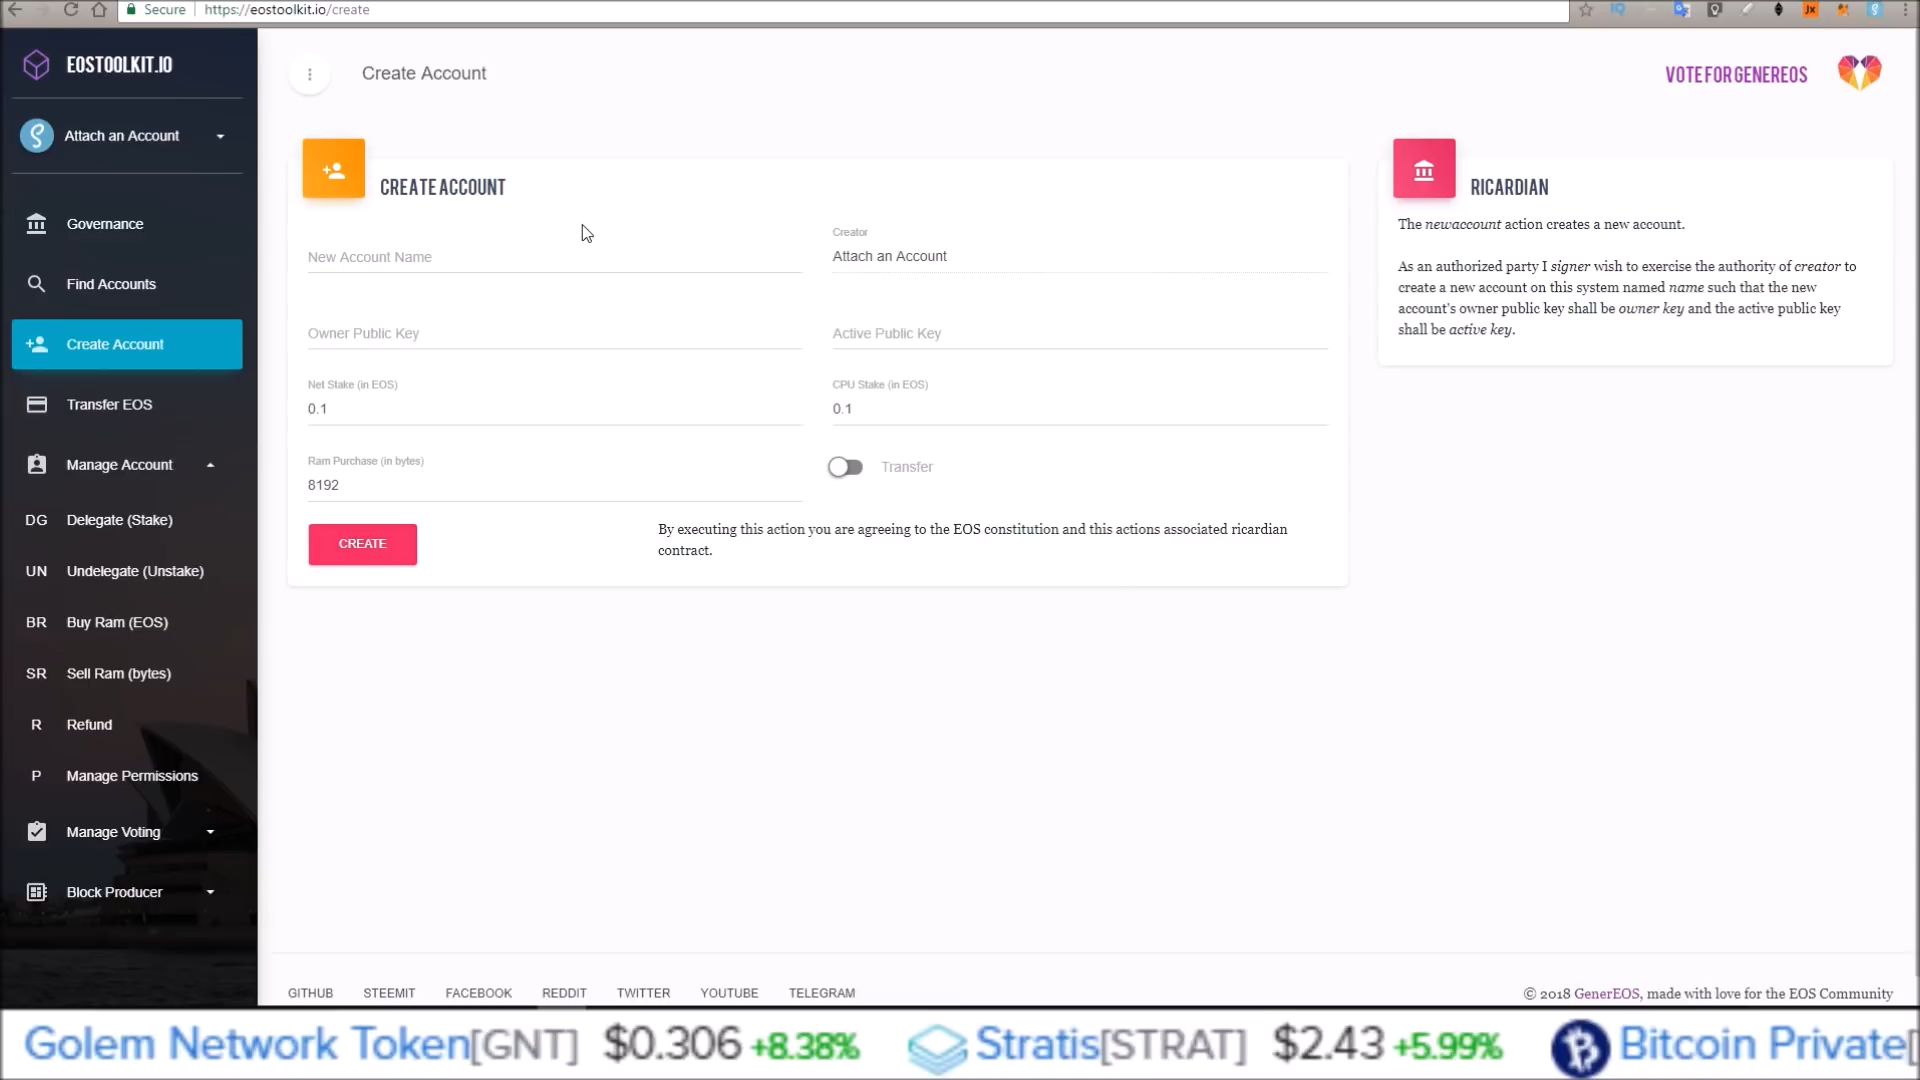 Secure
https://eostoolkit.io/create
EOSTOOLKIT.IO
Attach an Account
Governance
Find Accounts
Create Account
Transfer EOS
Manage Account
DG Delegate (Stake)
UN Undelegate (Unstake)
BR Buy Ram (EOS)
SR Sell Ram (bytes)
R Refund
P Manage Permissions
Manage Voting
Block Producer
Create Account
VOTE FOR GENEREOS
CREATE ACCOUNT
New Account Name
Creator
Attach an Account
Owner Public Key
Active Public Key
Net Stake (in EOS)
0.1
CPU Stake (in EOS)
0.1
Ram Purchase (in bytes)
8192
Transfer
CREATE
By executing this action you are agreeing to the EOS constitution and this actions associated ricardian
contract.
RICARDIAN
The newaccount action creates a new account.
As an authorized party I signer wish to exercise the authority of creator to
create a new account on this system named name such that the new
account's owner public key shall be owner key and the active public key
shall be active key.
GITHUB STEEMIT FACEBOOK REDDIT TWITTER YOUTUBE TELEGRAM
© 2018 GenerEOS, made with love for the EOS Community
Golem Network Token[GNT] $0.306 +8.38% Stratis[STRAT] $2.43 +5.99% Bitcoin Private[